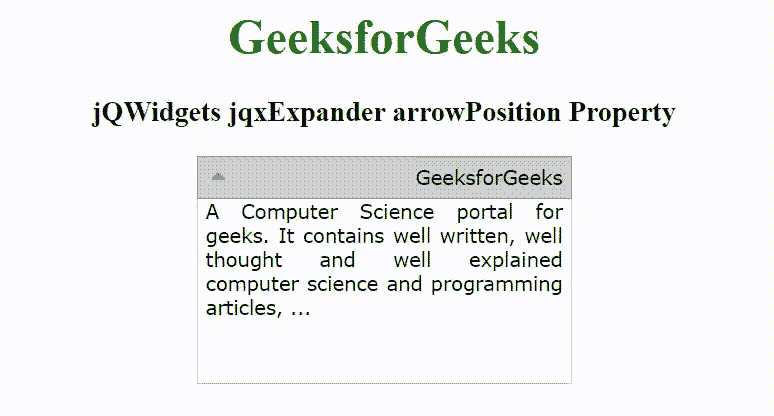 GeeksforGeeks
jQWidgets jqxExpander arrowPosition Property
GeeksforGeeks
A Computer Science portal for
geeks. It contains well written, well
thought and well explained
computer science and programming
articles, ...